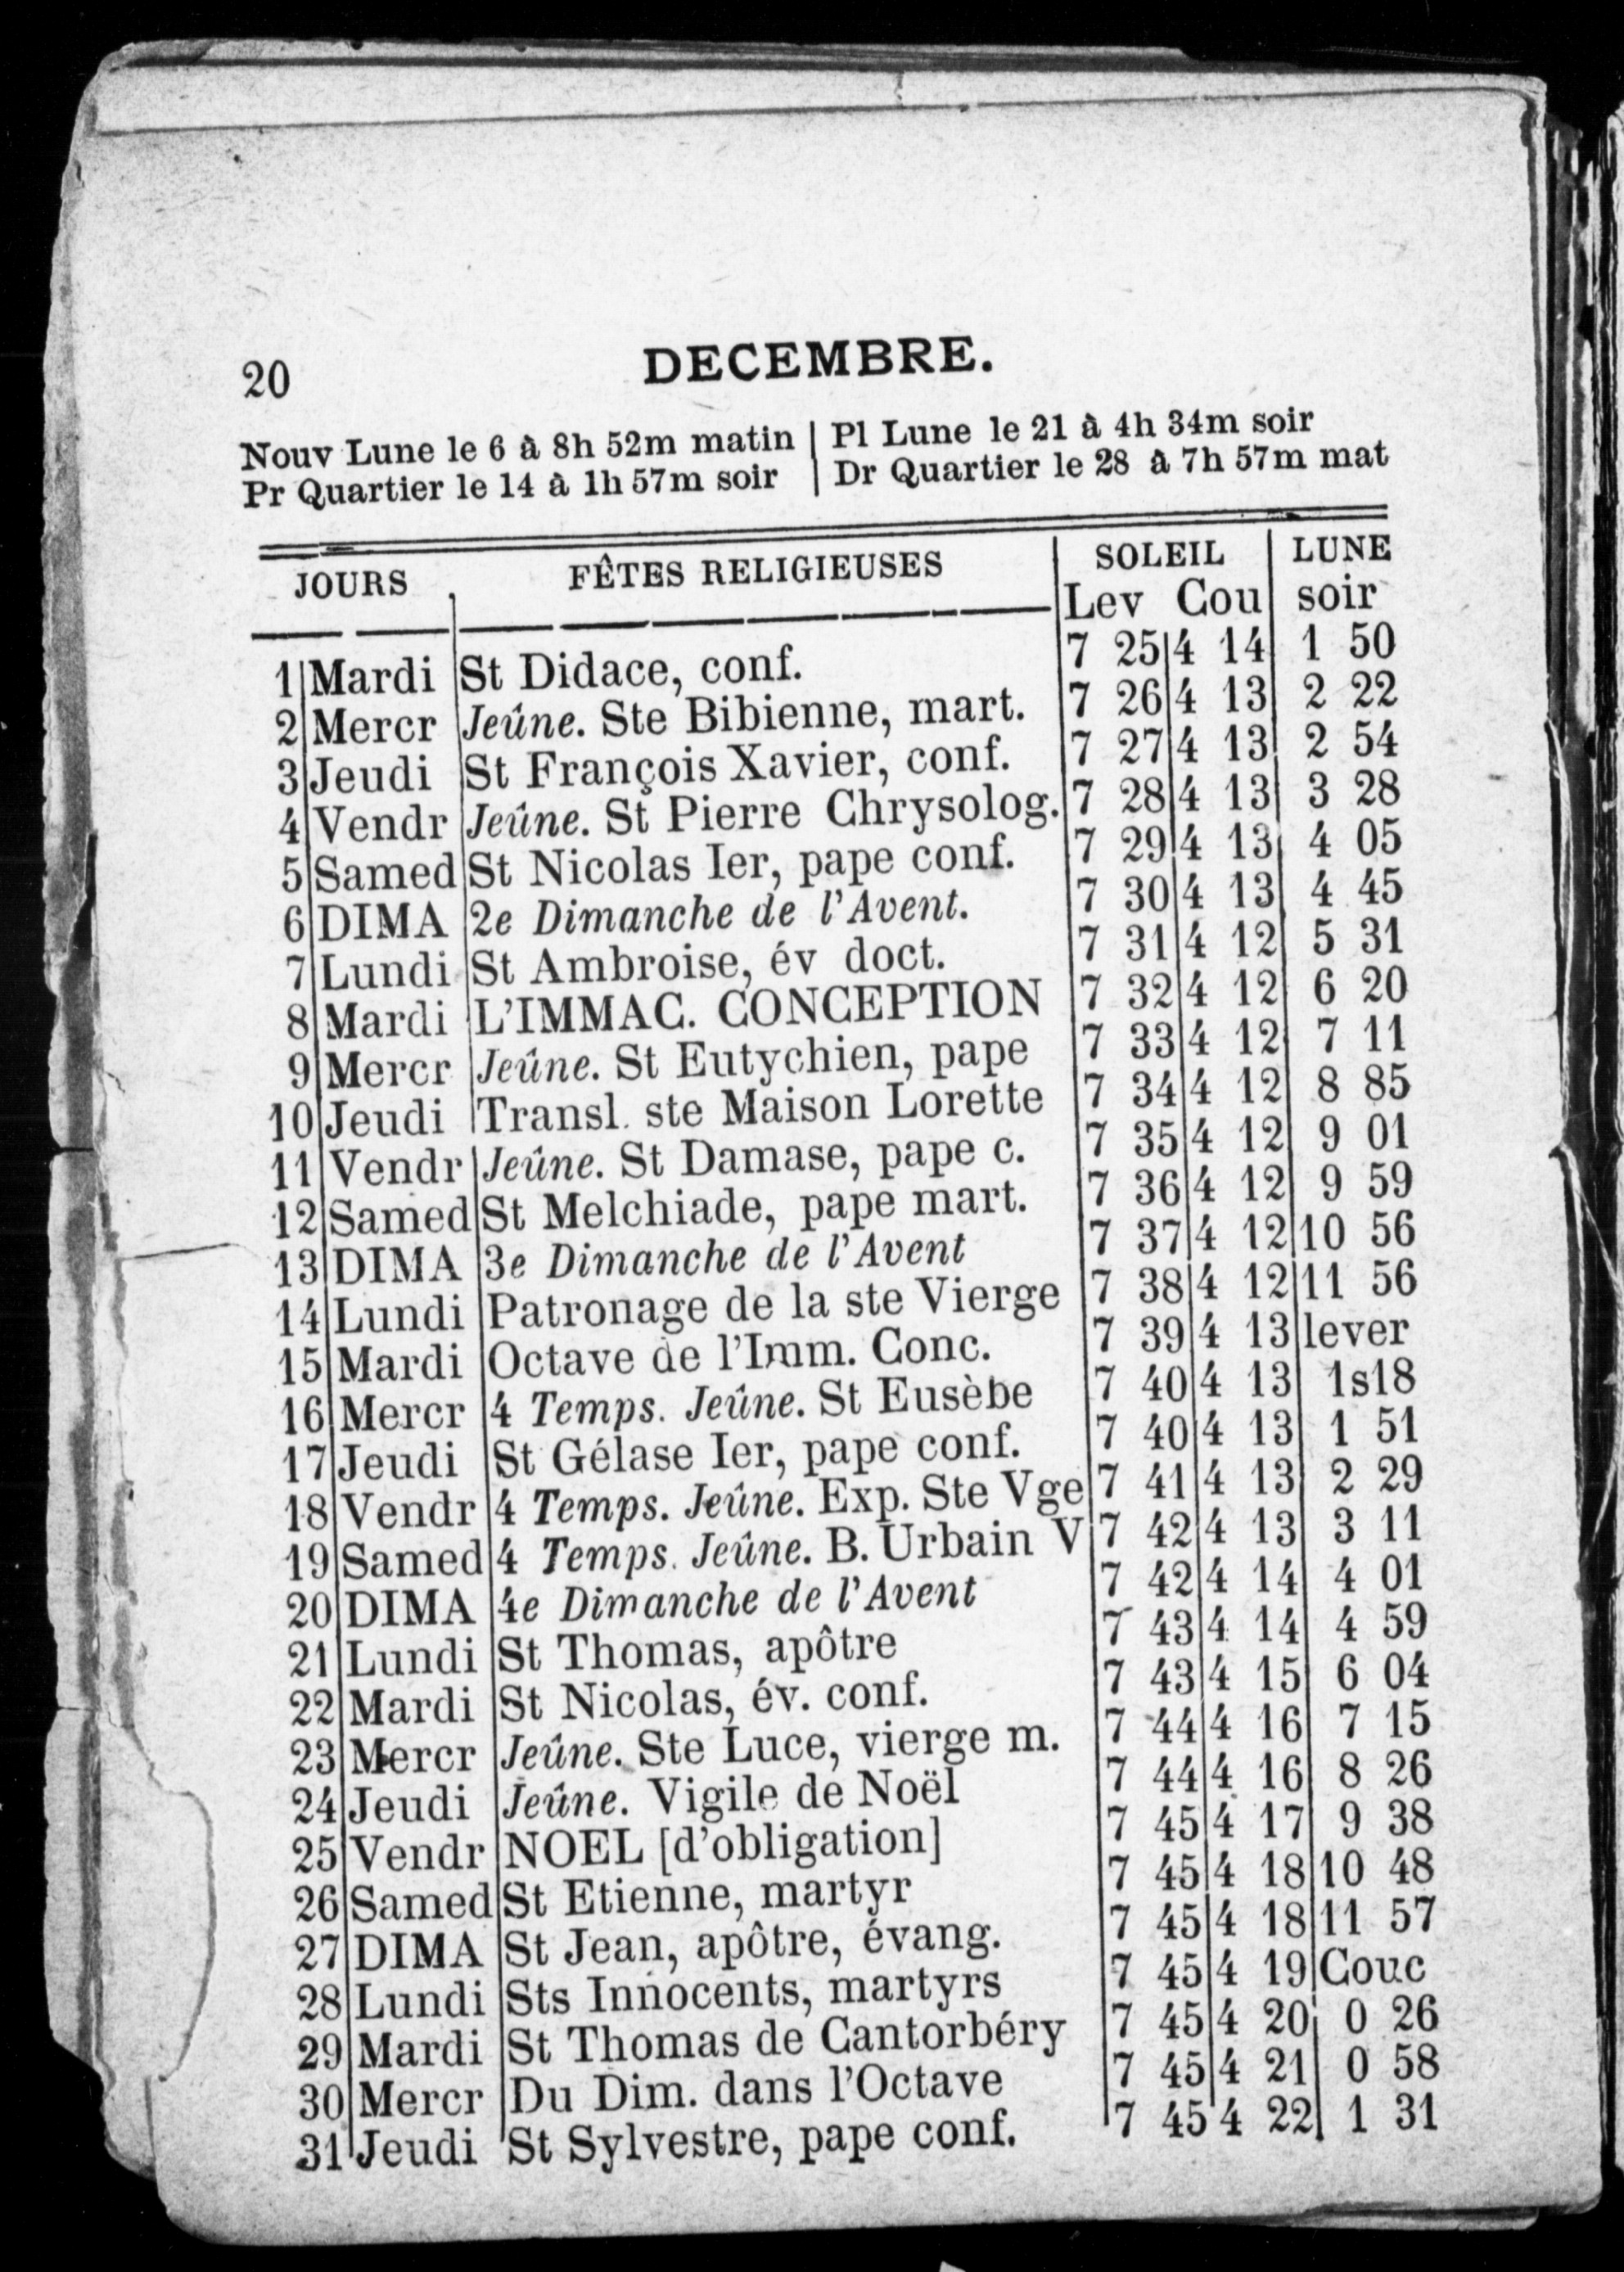 20
DECEMBRE.
Nouv Lune le 6 à 8h 52m matin | Pl Lune le 21 à 4h 34m soir
Pr Quartier le 14 à 1h 57m soir | Dr Quartier le 28 à 7h 57m mat
JOURS FÊTES RELIGIEUSES SOLEIL LUNE
Lev Cou soir
1 Mardi St Didace, conf. 7 25 4 14 1 50
2 Mercr Jeûne. Ste Bibienne, mart. 7 26 4 13 2 22
3 Jeudi St François Xavier, conf. 7 27 4 13 2 54
4 Vendr Jeûne. St Pierre Chrysolog. 7 28 4 13 3 28
5 Samed St Nicolas Ier, pape conf. 7 29 4 13 4 05
6 DIMA 2e Dimanche de l'Avent. 7 30 4 13 4 45
7 Lundi St Ambroise, év doct. 7 31 4 12 5 31
8 Mardi L'IMMAC. CONCEPTION 7 32 4 12 6 20
9 Mercr Jeûne. St Eutychien, pape 7 33 4 12 7 11
10 Jeudi Transl. ste Maison Lorette 7 34 4 12 8 85
11 Vendr Jeûne. St Damase, pape c. 7 35 4 12 9 01
12 Samed St Melchiade, pape mart. 7 36 4 12 9 59
13 DIMA 3e Dimanche de l'Avent 7 37 4 12 10 56
14 Lundi Patronage de la ste Vierge 7 38 4 12 11 56
15 Mardi Octave de l'Imm. Conc. 7 39 4 13 lever
16 Mercr 4 Temps. Jeûne. St Eusèbe 7 40 4 13 1s18
17 Jeudi St Gélase Ier, pape conf. 7 40 4 13 1 51
18 Vendr 4 Temps. Jeûne. Exp. Ste Vge 7 41 4 13 2 29
19 Samed 4 Temps. Jeûne. B. Urbain V 7 42 4 13 3 11
20 DIMA 4e Dimanche de l'Avent 7 42 4 14 4 01
21 Lundi St Thomas, apôtre 7 43 4 14 4 59
22 Mardi St Nicolas, év. conf. 7 43 4 15 6 04
23 Mercr Jeûne. Ste Luce, vierge m. 7 44 4 16 7 15
24 Jeudi Jeûne. Vigile de Noël 7 44 4 16 8 26
25 Vendr NOEL [d'obligation] 7 45 4 17 9 38
26 Samed St Etienne, martyr 7 45 4 18 10 48
27 DIMA St Jean, apôtre, évang. 7 45 4 18 11 57
28 Lundi Sts Innocents, martyrs 7 45 4 19 Couc
29 Mardi St Thomas de Cantorbéry 7 45 4 20 0 26
30 Mercr Du Dim. dans l'Octave 7 45 4 21 0 58
31 Jeudi St Sylvestre, pape conf. 7 45 4 22 1 31